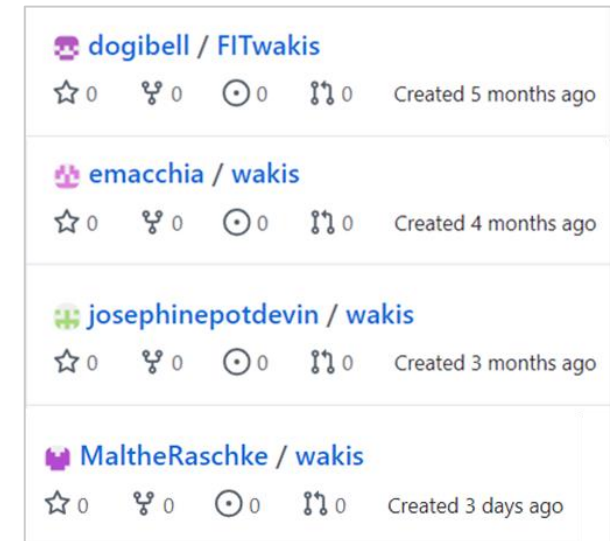 dogibell / FITwakis
0 0 0 0 Created 5 months ago
emacchia / wakis
0 0 0 0 Created 4 months ago
josephinepotdevin / wakis
0 0 0 0 Created 3 months ago
MaltheRaschke / wakis
0 0 0 0 Created 3 days ago